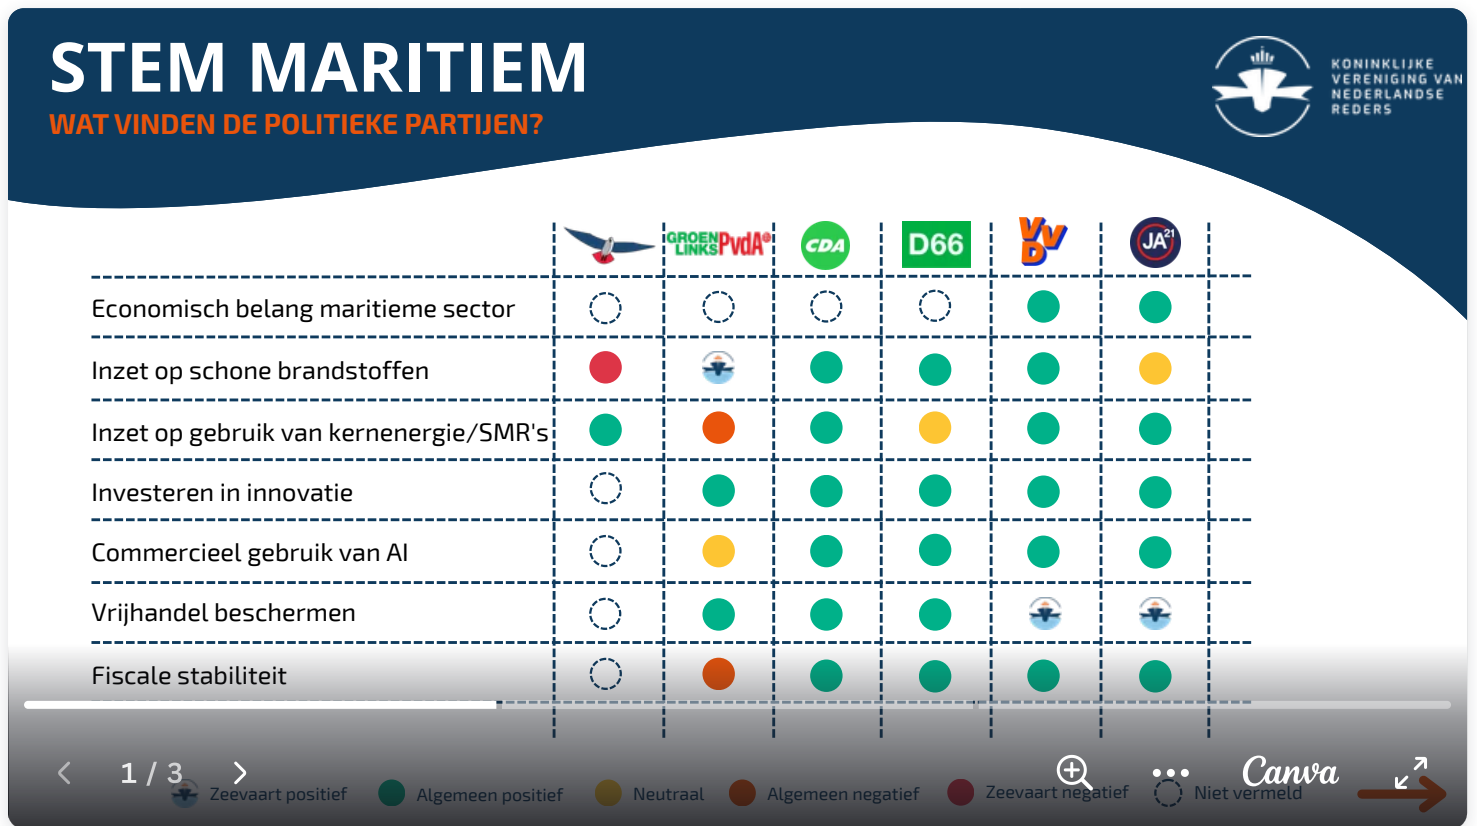 STEM MARITIEM
WAT VINDEN DE POLITIEKE PARTIJEN?
KONINKLIJKE
VERENIGING VAN
NEDERLANDSE
REDERS
GROEN
LINKS PvdA
CDA
D66
VVD
JA21
Economisch belang maritieme sector
Inzet op schone brandstoffen
Inzet op gebruik van kernenergie/SMR's
Investeren in innovatie
Commercieel gebruik van AI
Vrijhandel beschermen
Fiscale stabiliteit
1 / 3
Canva
Zeevaart positief
Algemeen positief
Neutraal
Algemeen negatief
Zeevaart negatief
Niet vermeld